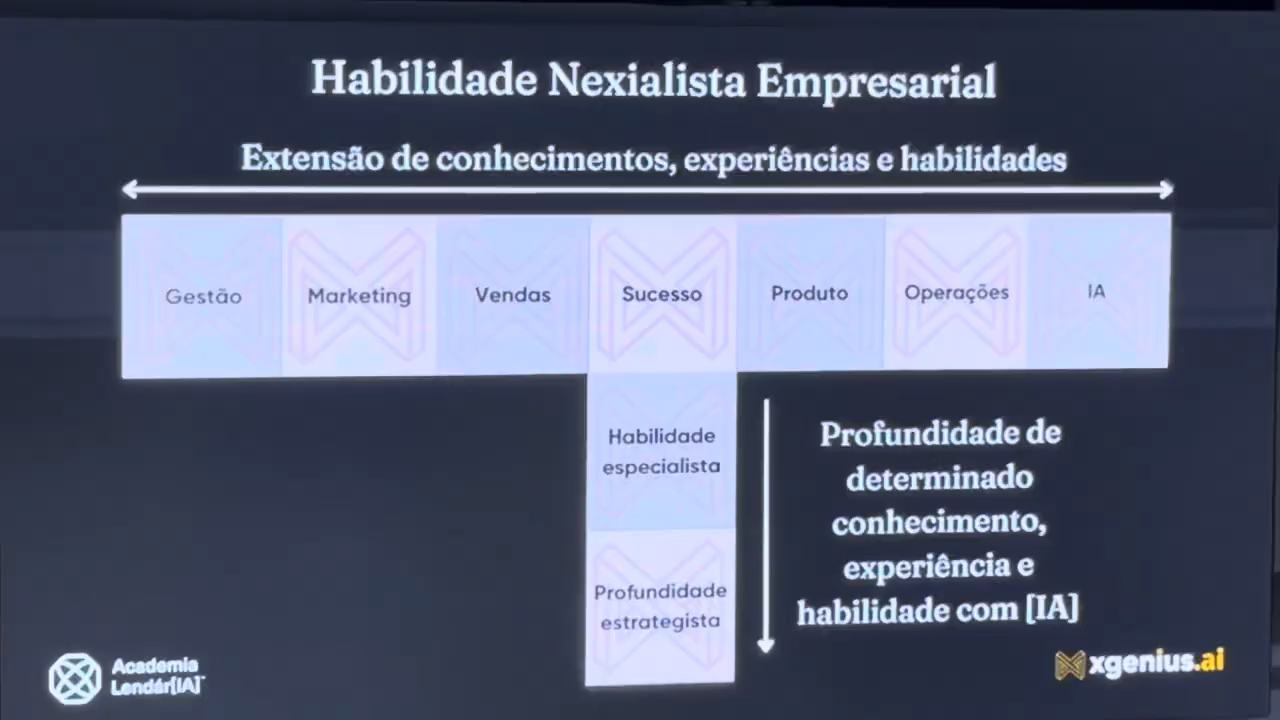 Habilidade Nexialista Empresarial
Extensão de conhecimentos, experiências e habilidades
Gestão
Marketing
Vendas
Sucesso
Produto
Operações
IA
Habilidade
especialista
Profundidade
estrategista
Profundidade de
determinado
conhecimento,
experiência e
habilidade com [IA]
Academia
Lendár[IA]
xgenius.ai